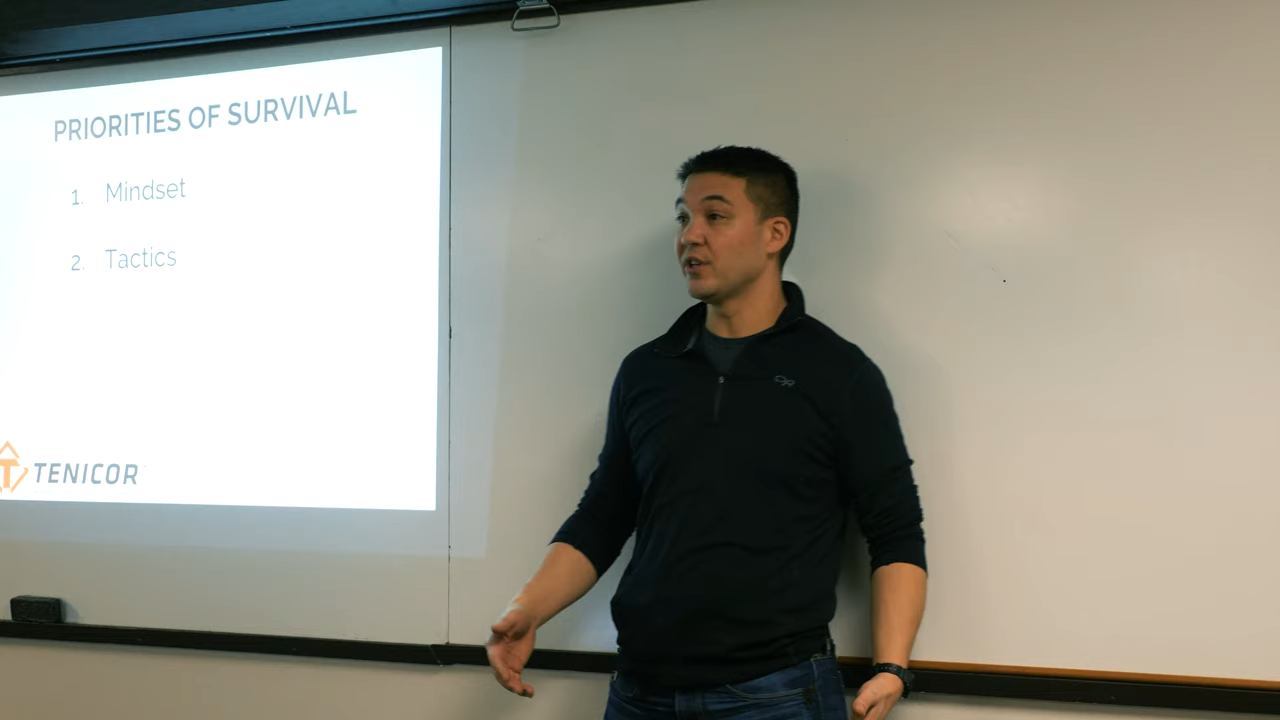 PRIORITIES OF SURVIVAL
1. Mindset
2. Tactics
TENICOR